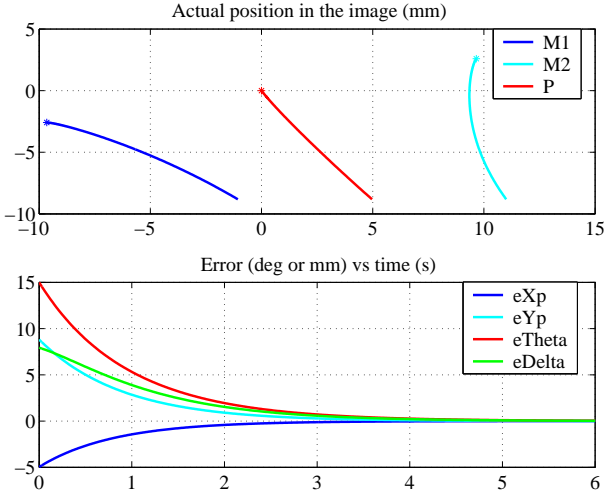 Actual position in the image (mm)
5
0
−5
−10
−10
−5
0
5
10
15
M1
M2
P
Error (deg or mm) vs time (s)
15
10
5
0
−5
0
1
2
3
4
5
6
eXp
eYp
eTheta
eDelta